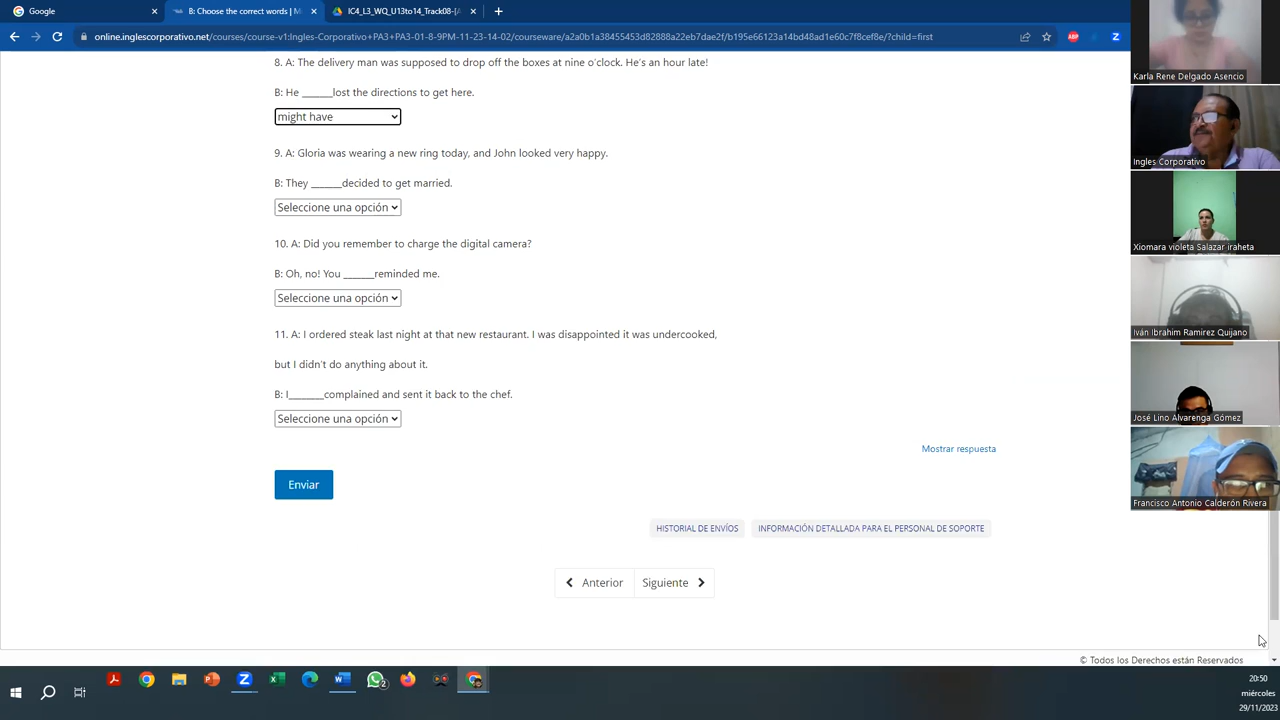 Google
B: Choose the correct words | M
IC4_L3_WQ_U13to14_Track08-[A
online.inglescorporativo.net/courses/course-v1:Ingles-Corporativo+PA3+PA3-01-8-9PM-11-23-14-02/courseware/a2a0b1a38455453d82888a22eb7dae2f/b195e66123a14bd48ad1e60c7f8cef8e/?child=first
8. A: The delivery man was supposed to drop off the boxes at nine o'clock. He's an hour late!
B: He ______lost the directions to get here.
might have
9. A: Gloria was wearing a new ring today, and John looked very happy.
B: They ______decided to get married.
Seleccione una opción
10. A: Did you remember to charge the digital camera?
B: Oh, no! You ______reminded me.
Seleccione una opción
11. A: I ordered steak last night at that new restaurant. I was disappointed it was undercooked,
but I didn't do anything about it.
B: I_______complained and sent it back to the chef.
Seleccione una opción
Mostrar respuesta
Enviar
HISTORIAL DE ENVÍOS
INFORMACIÓN DETALLADA PARA EL PERSONAL DE SOPORTE
Anterior
Siguiente
© Todos los Derechos están Reservados
Karla Rene Delgado Asencio
Ingles Corporativo
Xiomara violeta Salazar iraheta
Iván Ibrahim Ramirez Quijano
José Lino Alvarenga Gómez
Francisco Antonio Calderón Rivera
20:50
miércoles
29/11/2023